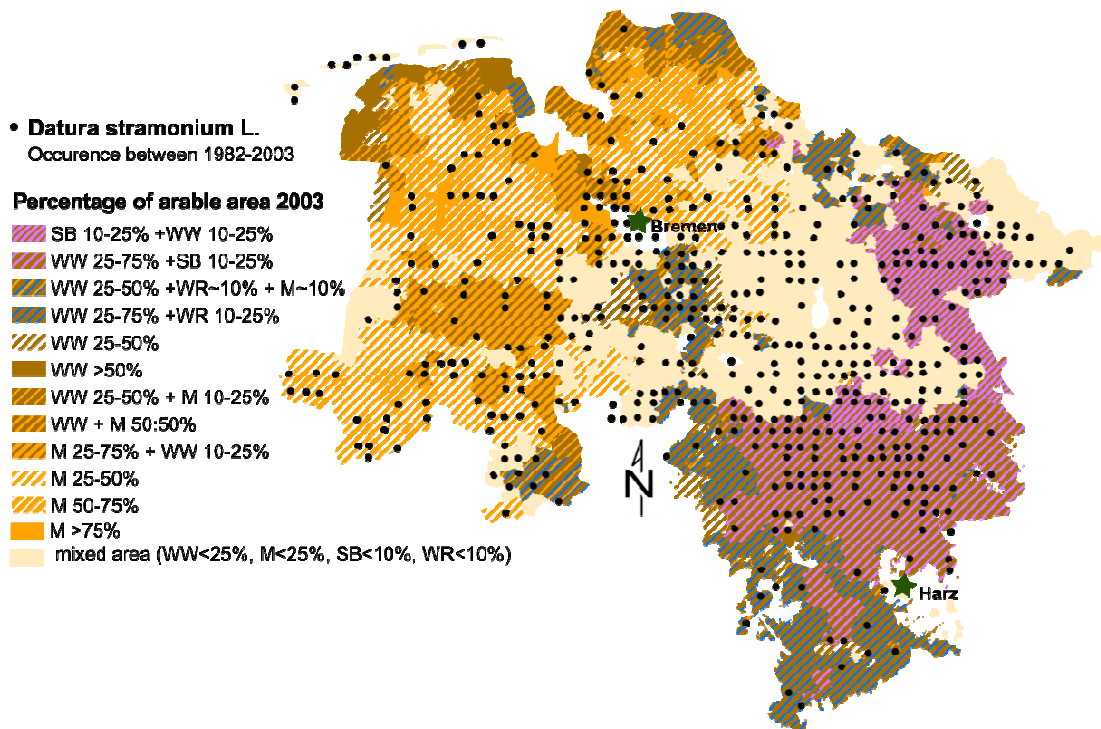 Datura stramonium L.
Occurence between 1982-2003
Percentage of arable area 2003
SB 10-25% +WW 10-25%
WW 25-75% +SB 10-25%
WW 25-50% +WR~10% + M~10%
WW 25-75% +WR 10-25%
WW 25-50%
WW >50%
WW 25-50% + M 10-25%
WW + M 50:50%
M 25-75% + WW 10-25%
M 25-50%
M 50-75%
M >75%
mixed area (WW<25%, M<25%, SB<10%, WR<10%)
Bremen
N
Harz